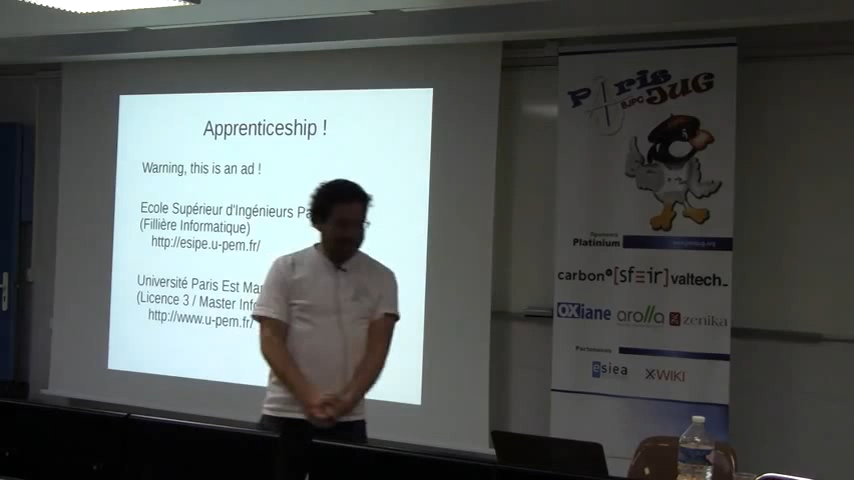 Apprenticeship !
Warning, this is an ad !
Ecole Supérieur d'Ingénieurs Pa
(Fillière Informatique)
http://esipe.u-pem.fr/
Université Paris Est Mar
(Licence 3 / Master Info
http://www.u-pem.fr/
Paris
BJPC JUG
Platinium
carbon [sfeir] valtech_
OXiane arolla zenika
Partenaires
esiea XWIKI